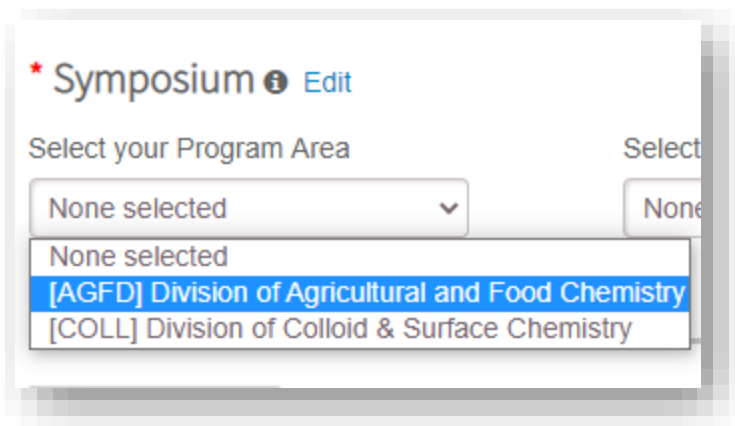 * Symposium Edit
Select your Program Area
Select
None selected
None
None selected
[AGFD] Division of Agricultural and Food Chemistry
[COLL] Division of Colloid & Surface Chemistry